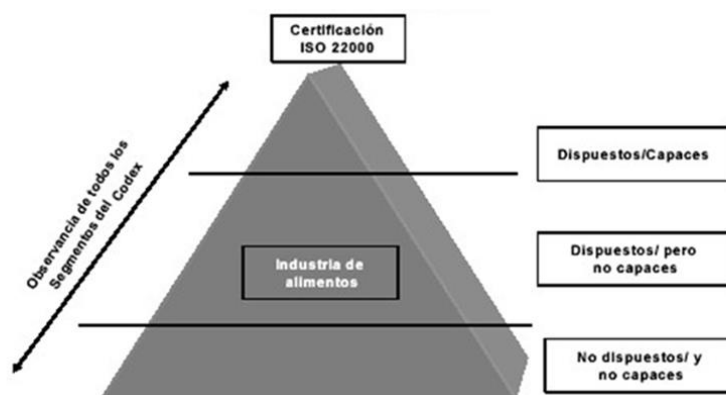 Certificación
ISO 22000
Observancia de todos los
Segmentos del Codex
Dispuestos/Capaces
Industria de
alimentos
Dispuestos/ pero
no capaces
No dispuestos/ y
no capaces